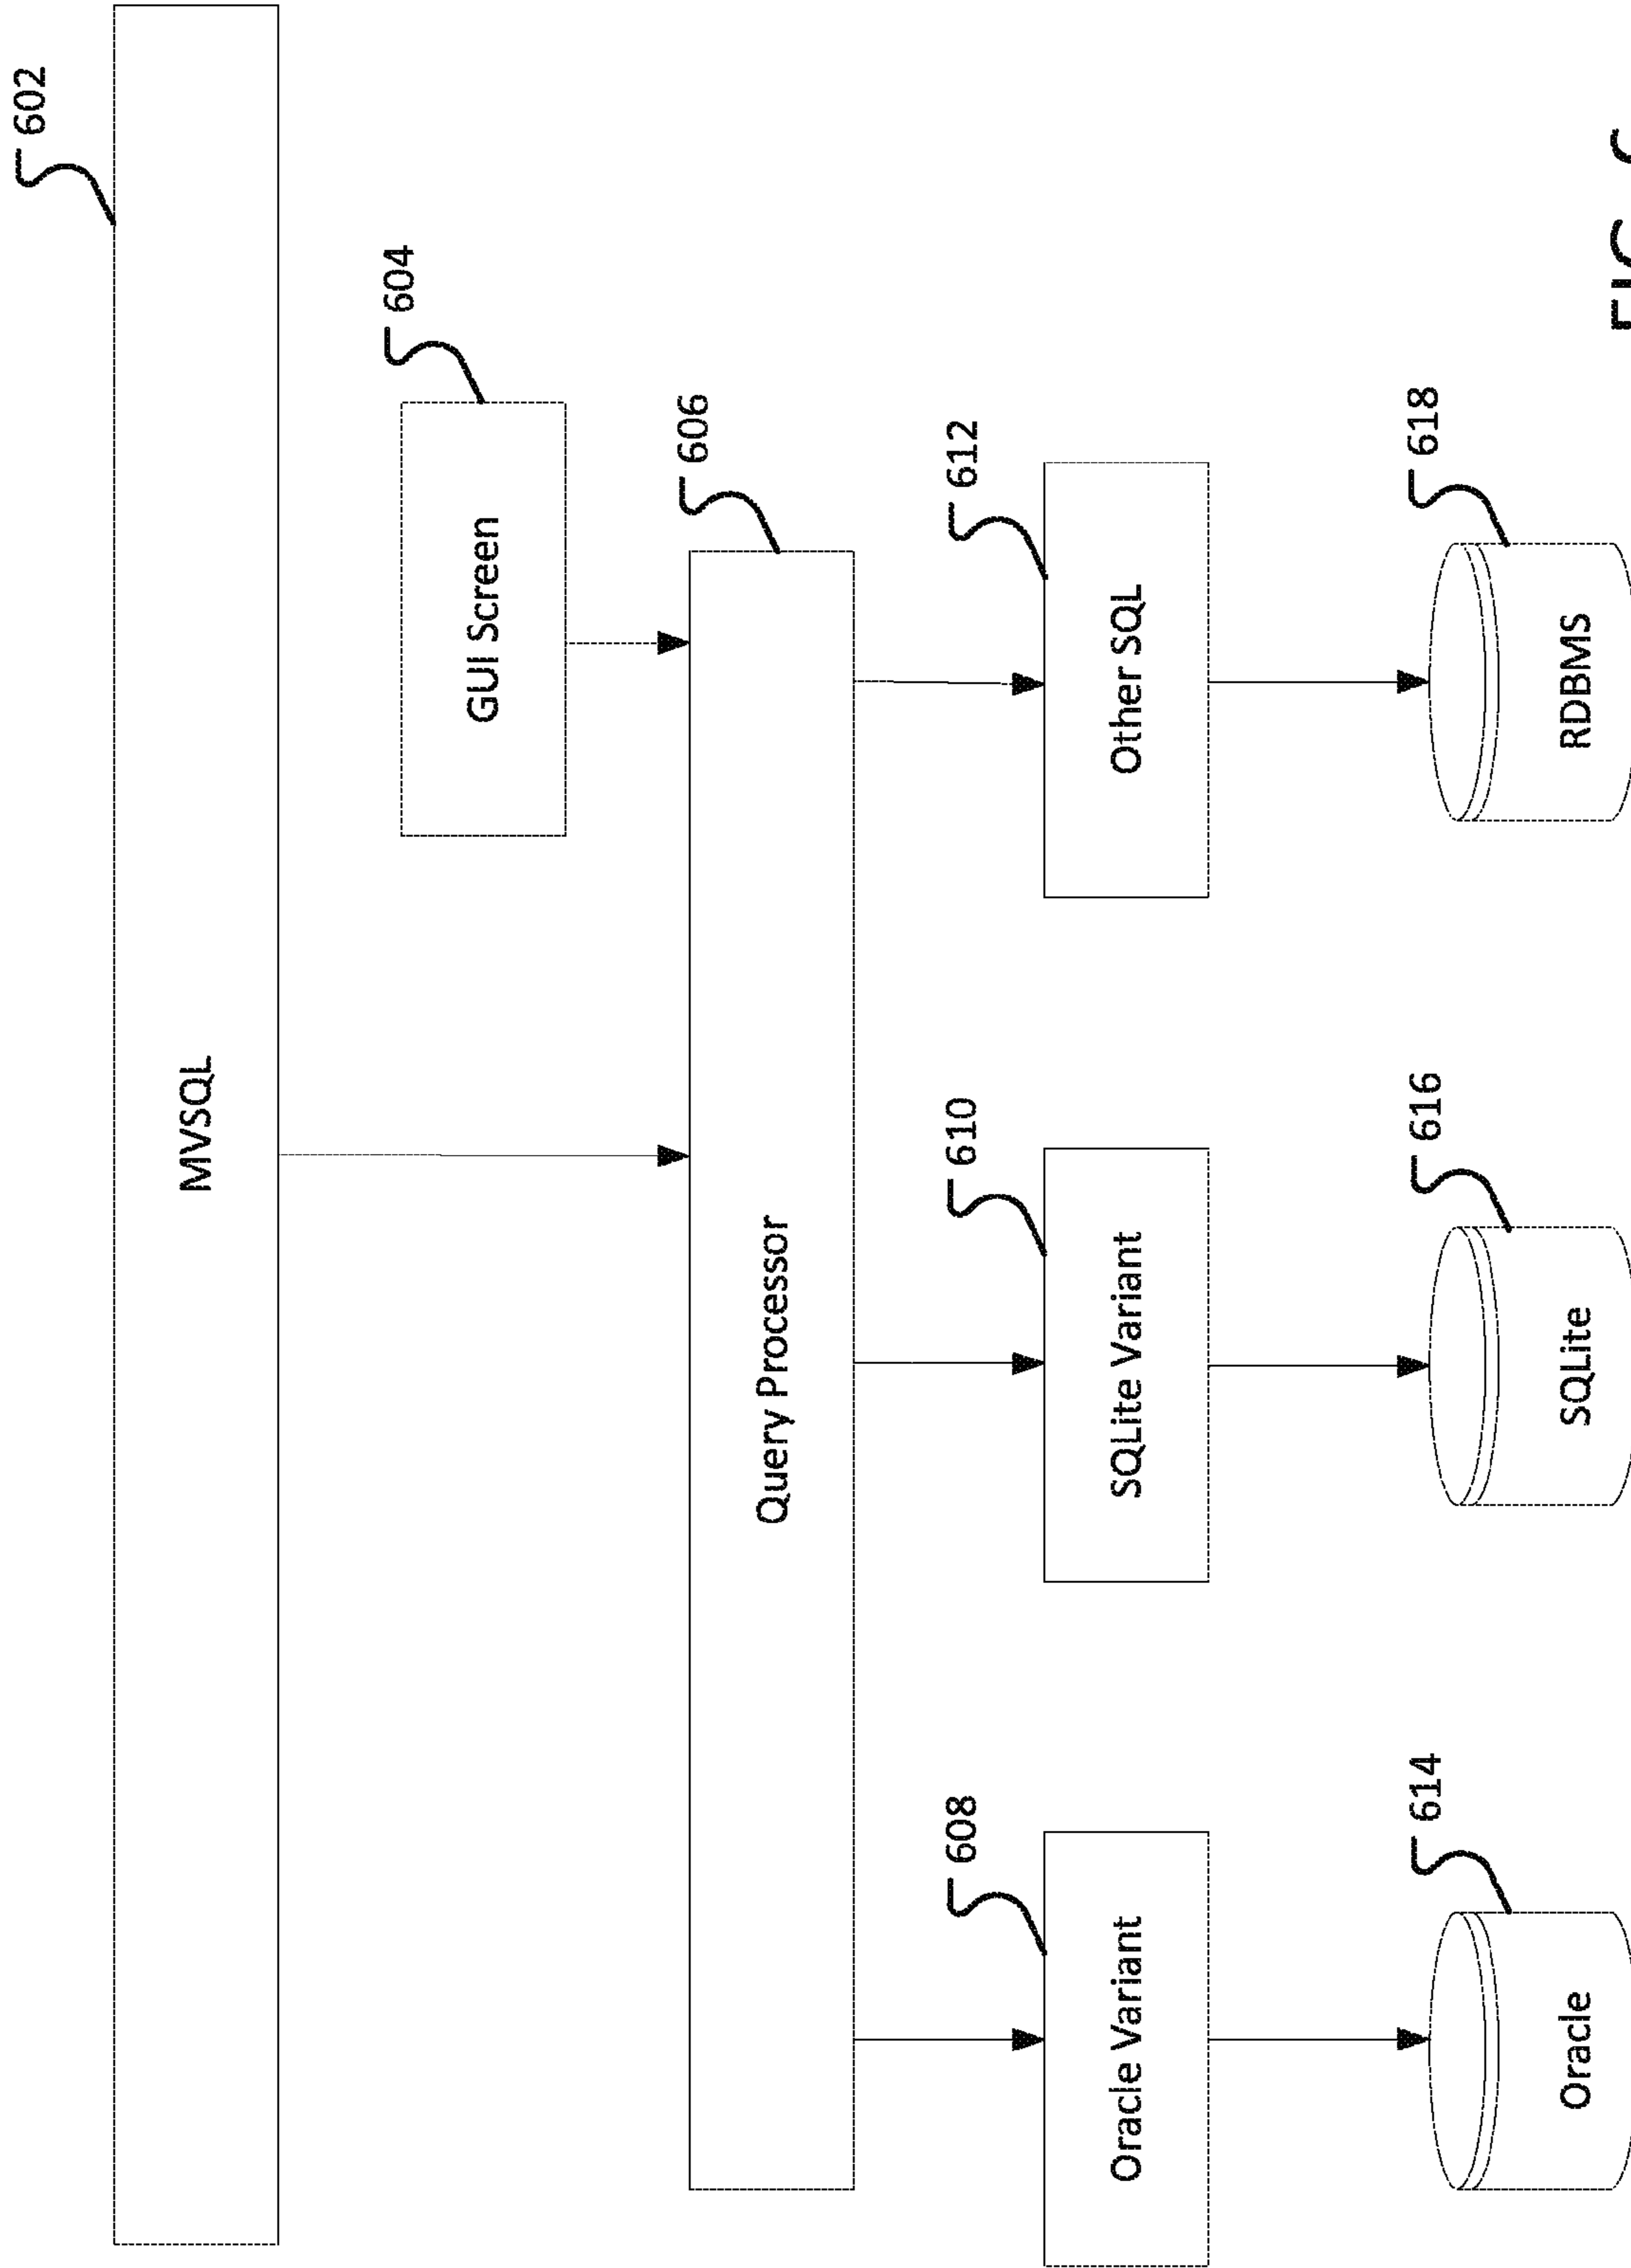 602
MVSQL
604
GUI Screen
606
Query Processor
608
610
612
Oracle Variant
SQLite Variant
Other SQL
614
616
618
Oracle
SQLite
RDBMS